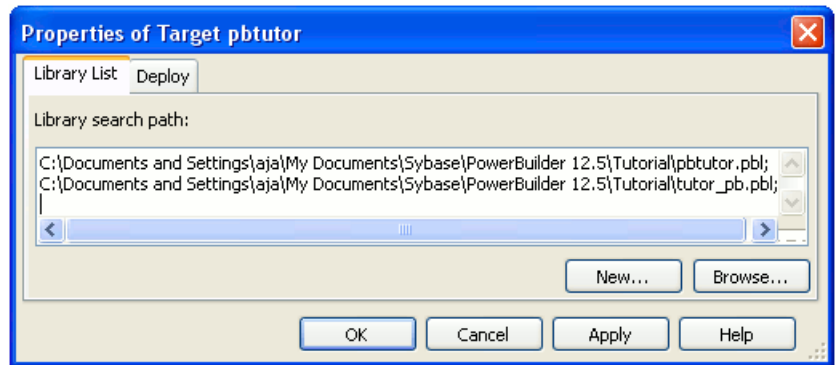 Properties of Target pbtutor
Library List Deploy
Library search path:
C:\Documents and Settings\aja\My Documents\Sybase\PowerBuilder 12.5\Tutorial\pbtutor.pbl;
C:\Documents and Settings\aja\My Documents\Sybase\PowerBuilder 12.5\Tutorial\tutor_pb.pbl;
New... Browse...
OK Cancel Apply Help